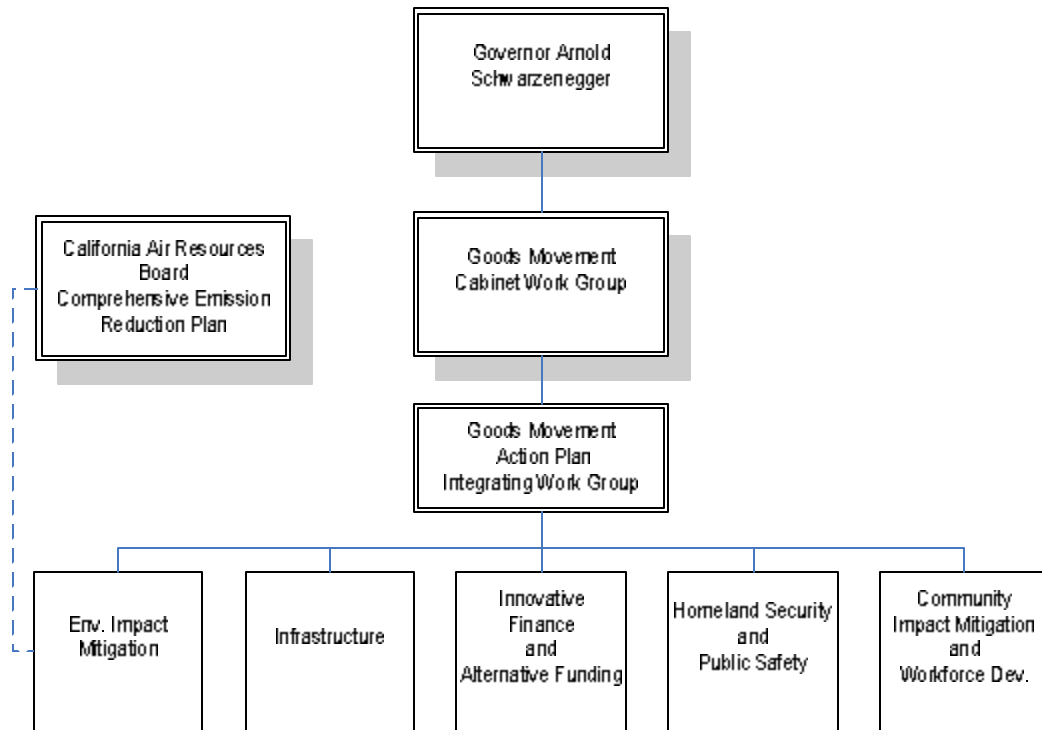 Governor Arnold
Schwarzenegger
California Air Resources
Board
Comprehensive Emission
Reduction Plan
Goods Movement
Cabinet Work Group
Goods Movement
Action Plan
Integrating Work Group
Env. Impact
Mitigation
Infrastructure
Innovative
Finance
and
Alternative Funding
Homeland Security
and
Public Safety
Community
Impact Mitigation
and
Workforce Dev.